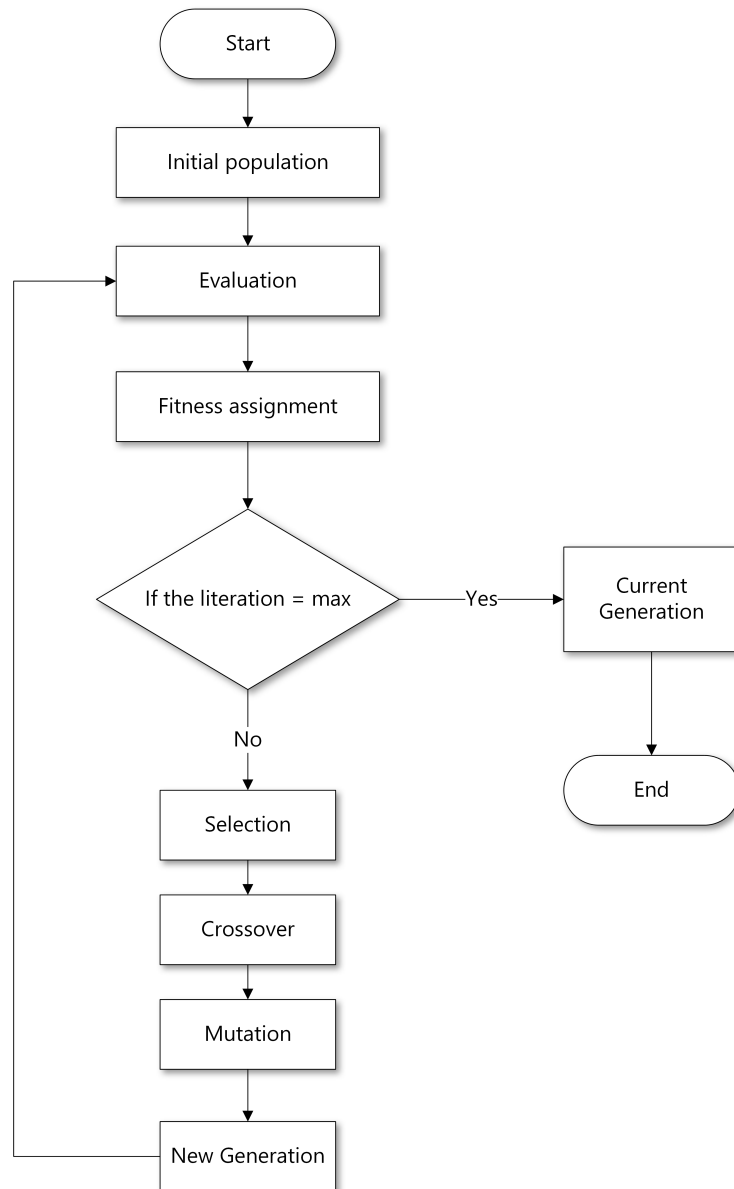 Start
Initial population
Evaluation
Fitness assignment
If the literation = max
Yes
Current
Generation
No
End
Selection
Crossover
Mutation
New Generation